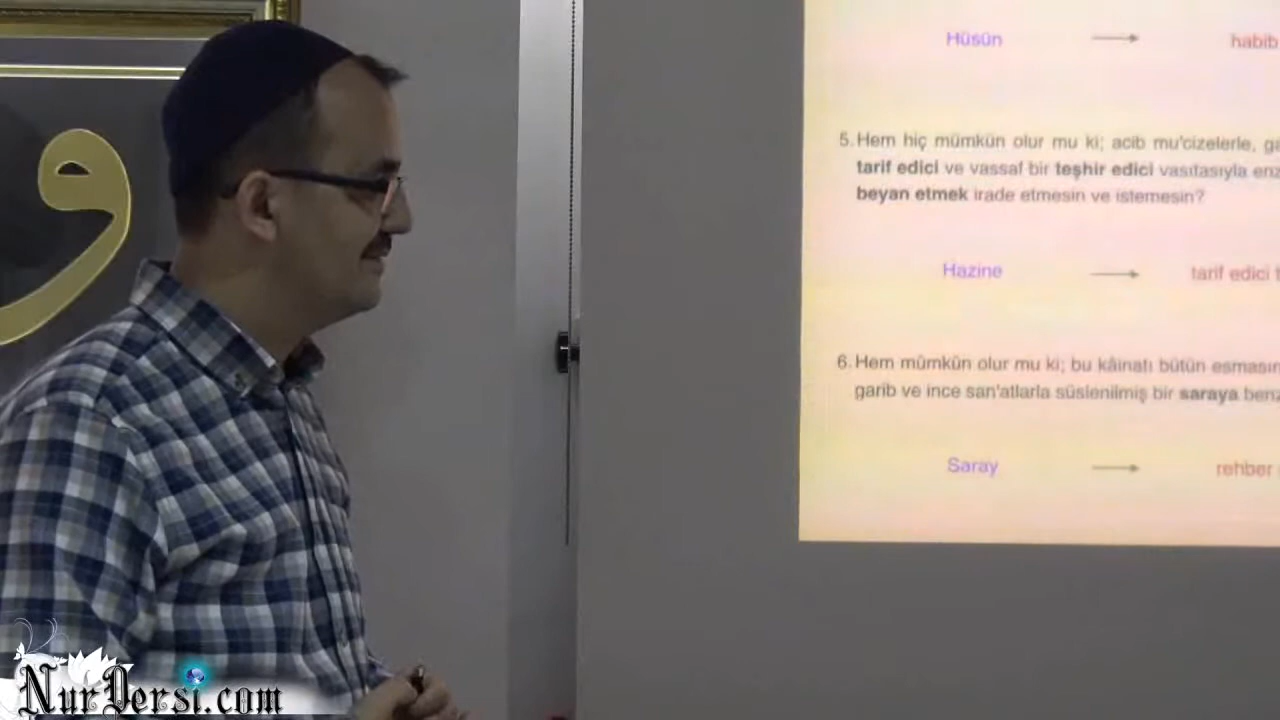 و
Hüsün → habib
5. Hem hiç mümkün olur mu ki; acib mu'cizelerle,
tarif edici ve vassaf bir teşhir edici vasıtasıyla
beyan etmek irade etmesin ve istemesin?
Hazine → tarif edici
6. Hem mümkün olur mu ki; bu kâinatı bütün
garib ve ince san'atlarla süslenilmiş bir saraya
Saray → rehber
NurDersi.com